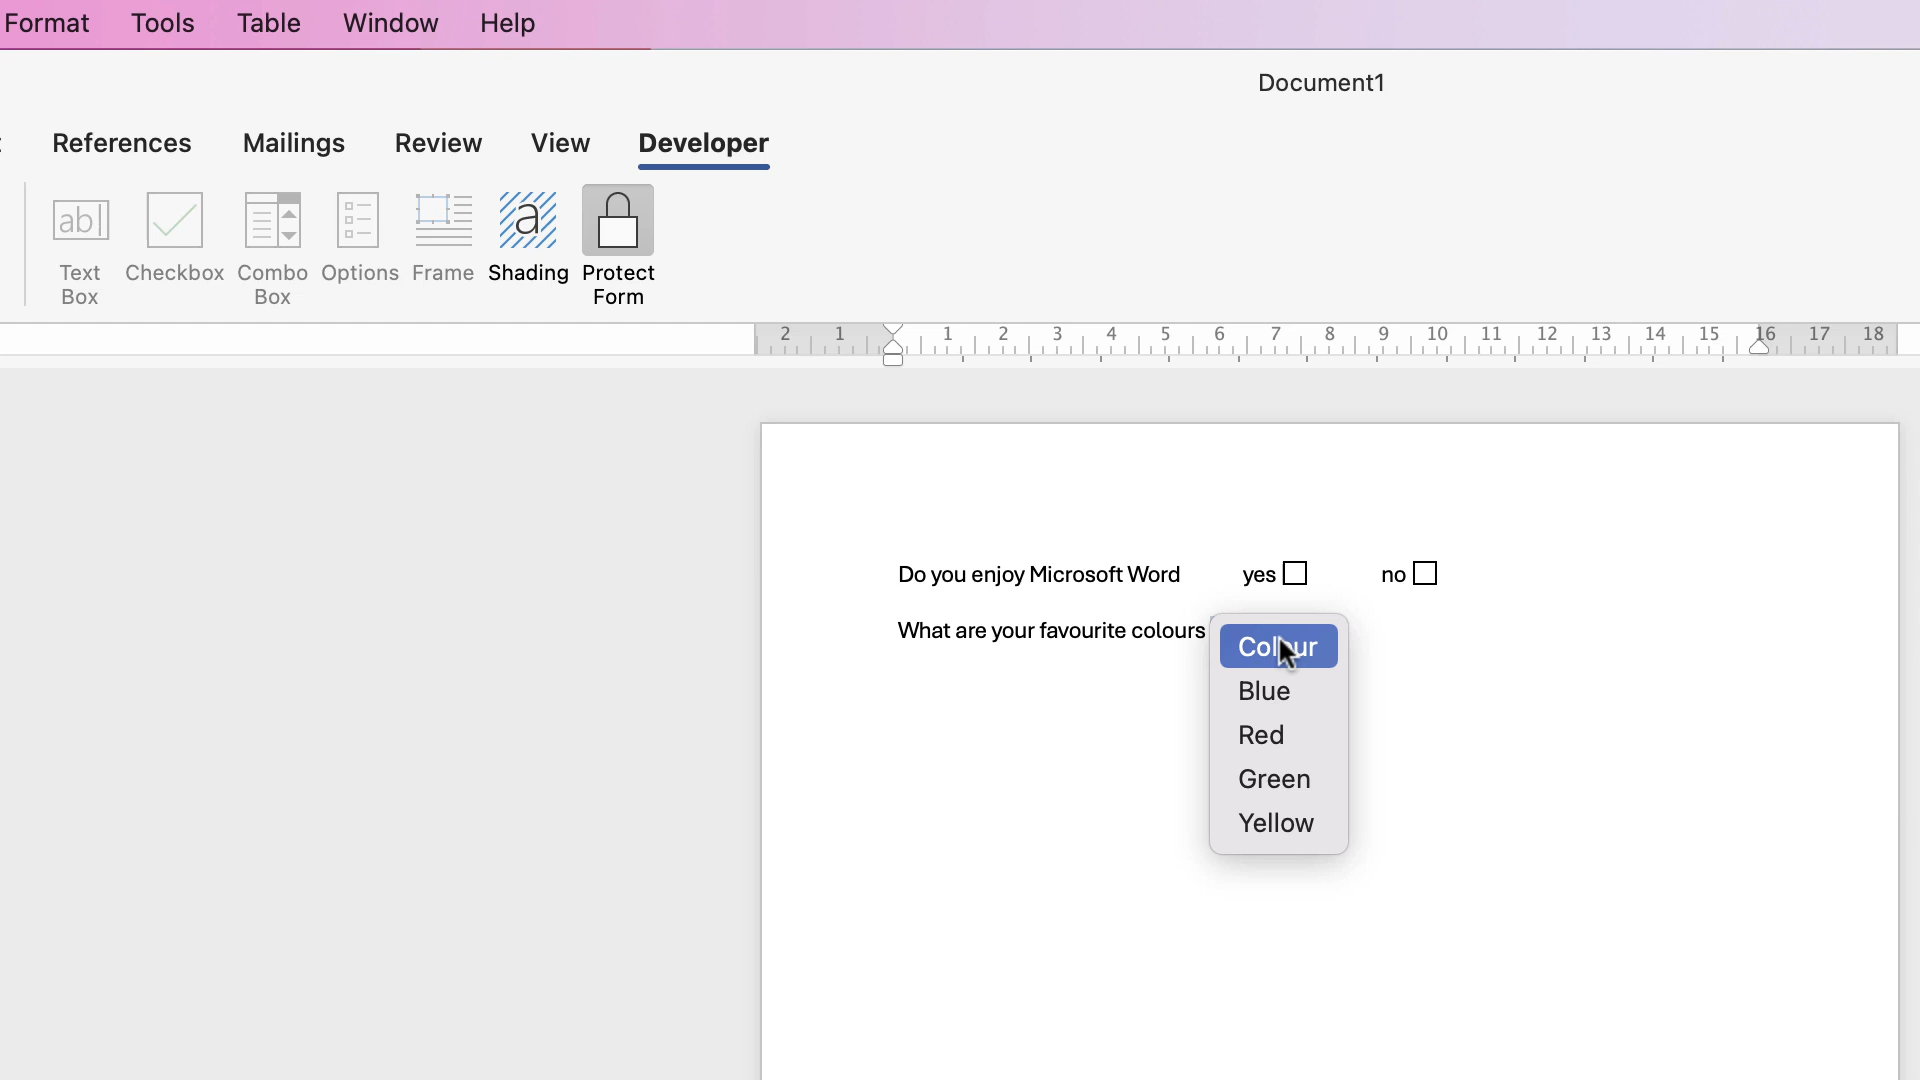 Format Tools Table Window Help
Document1
References Mailings Review View Developer
ab|
a
Text Box Checkbox Combo Box Options Frame Shading Protect Form
2 1 1 2 3 4 5 6 7 8 9 10 11 12 13 14 15 16 17 18
Do you enjoy Microsoft Word yes no
What are your favourite colours
Colour
Blue
Red
Green
Yellow